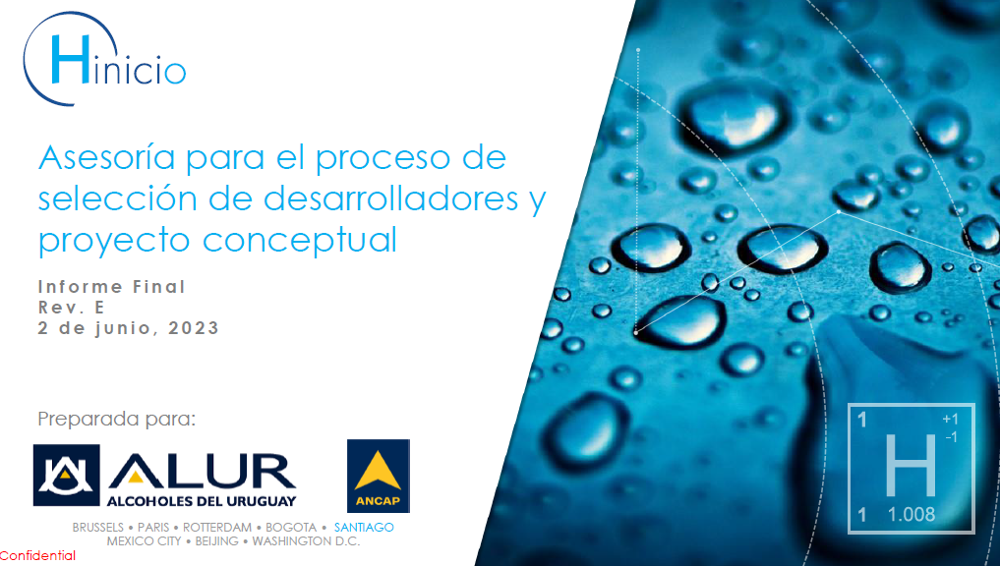 Hinicio
Asesoría para el proceso de
selección de desarrolladores y
proyecto conceptual
Informe Final
Rev. E
2 de junio, 2023
Preparada para:
ALUR
ALCOHOLES DEL URUGUAY
ANCAP
BRUSSELS • PARIS • ROTTERDAM • BOGOTA • SANTIAGO
MEXICO CITY • BEIJING • WASHINGTON D.C.
Confidential
1
+1
-1
H
1
1.008